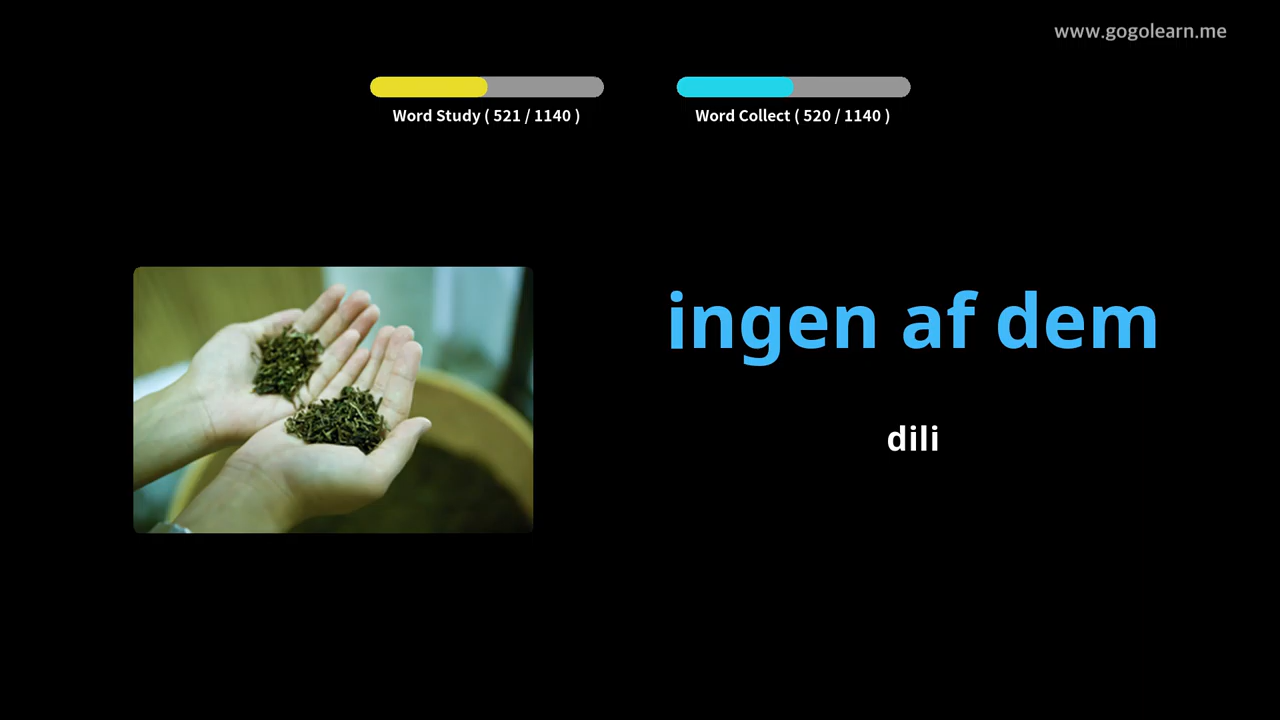 www.gogolearn.me
Word Study ( 521 / 1140 )
Word Collect ( 520 / 1140 )
ingen af dem
dili